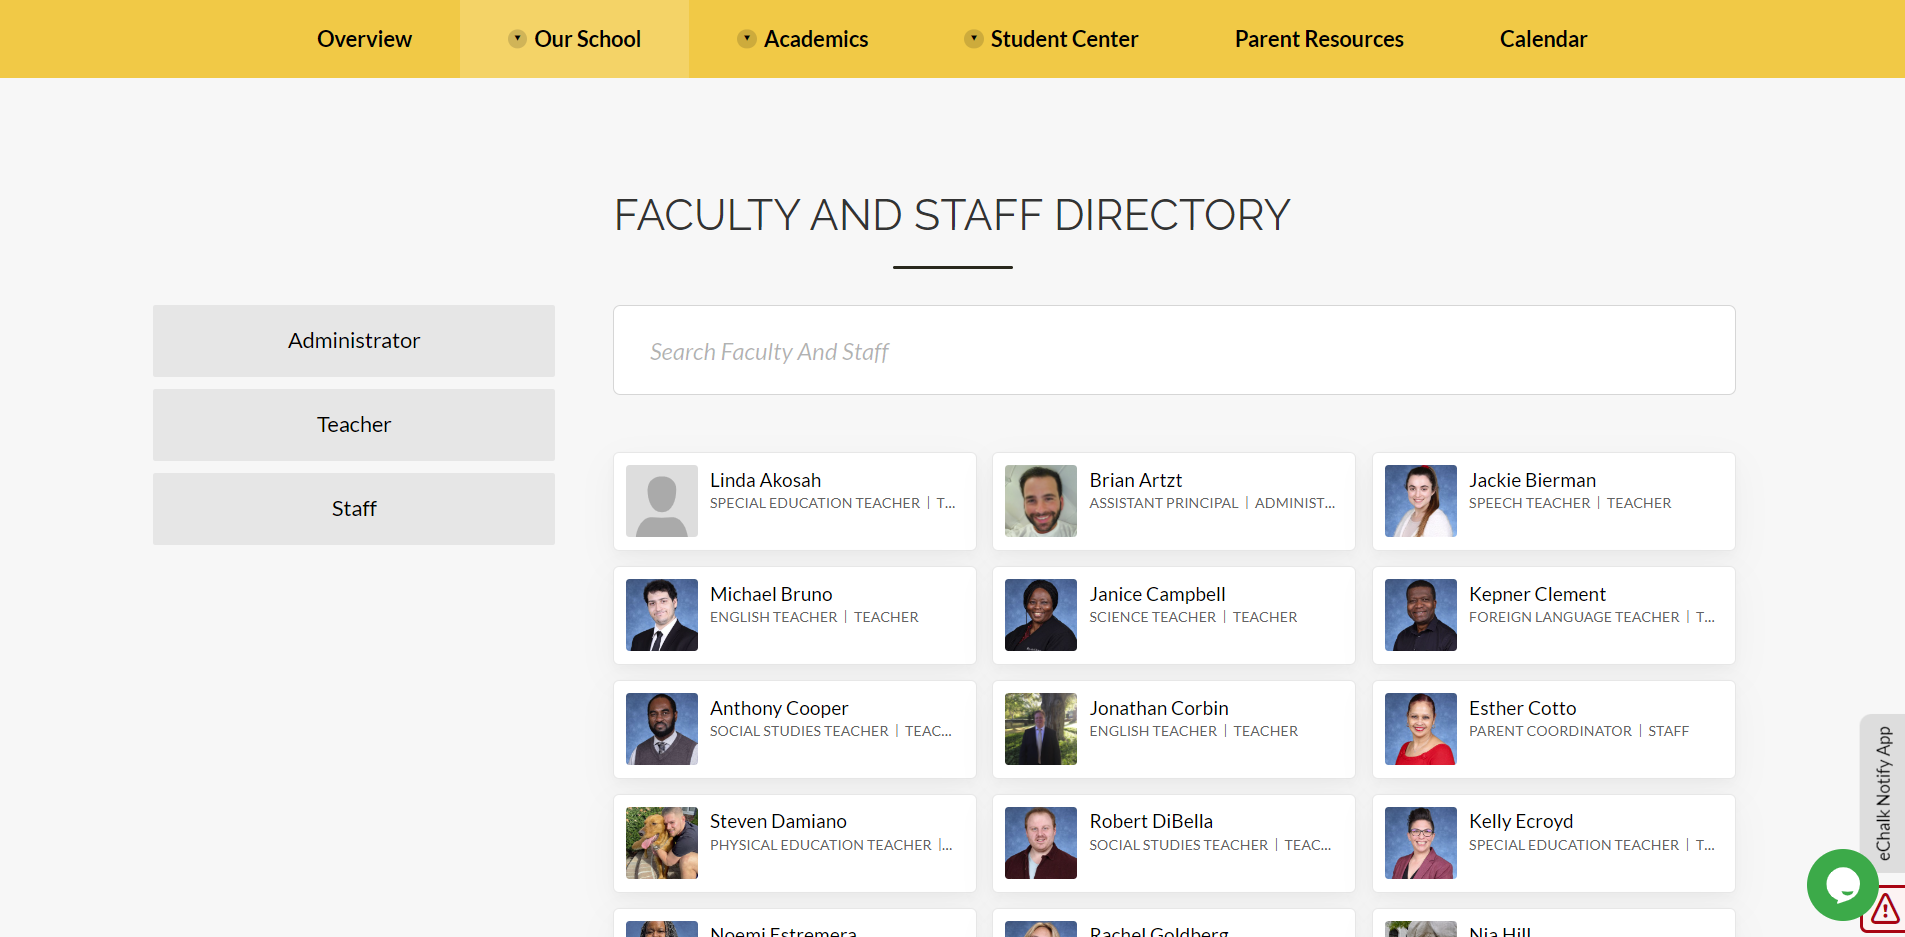 Overview
Our School
Academics
Student Center
Parent Resources
Calendar
FACULTY AND STAFF DIRECTORY
Administrator
Teacher
Staff
Search Faculty And Staff
Linda Akosah
SPECIAL EDUCATION TEACHER | T...
Brian Artzt
ASSISTANT PRINCIPAL | ADMINIST...
Jackie Bierman
SPEECH TEACHER | TEACHER
Michael Bruno
ENGLISH TEACHER | TEACHER
Janice Campbell
SCIENCE TEACHER | TEACHER
Kepner Clement
FOREIGN LANGUAGE TEACHER | T...
Anthony Cooper
SOCIAL STUDIES TEACHER | TEAC...
Jonathan Corbin
ENGLISH TEACHER | TEACHER
Esther Cotto
PARENT COORDINATOR | STAFF
Steven Damiano
PHYSICAL EDUCATION TEACHER |...
Robert DiBella
SOCIAL STUDIES TEACHER | TEAC...
Kelly Ecroyd
SPECIAL EDUCATION TEACHER | T...
Noemi Estremera
Rachel Goldberg
Nia Hill
eChalk Notify App